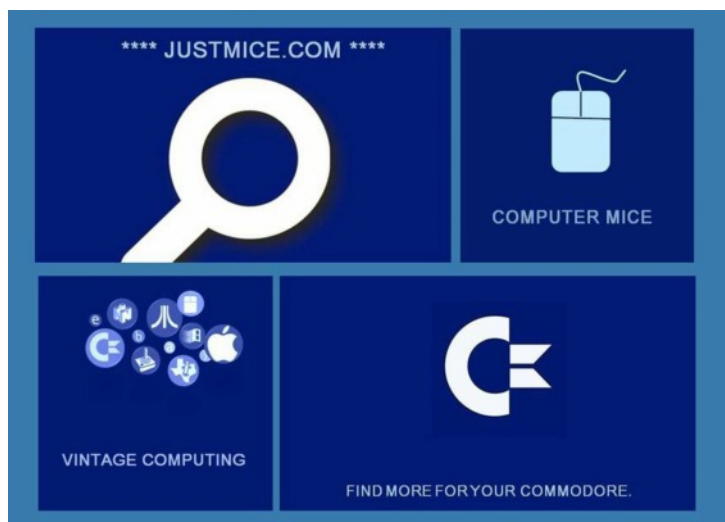 **** JUSTMICE.COM ****
COMPUTER MICE
e
b
a
VINTAGE COMPUTING
FIND MORE FOR YOUR COMMODORE.